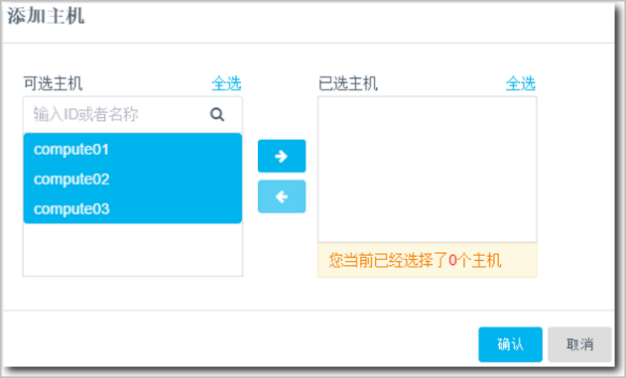 添加主机
可选主机 全选
已选主机 全选
输入ID或者名称
compute01
compute02
compute03
您当前已经选择了0个主机
确认 取消